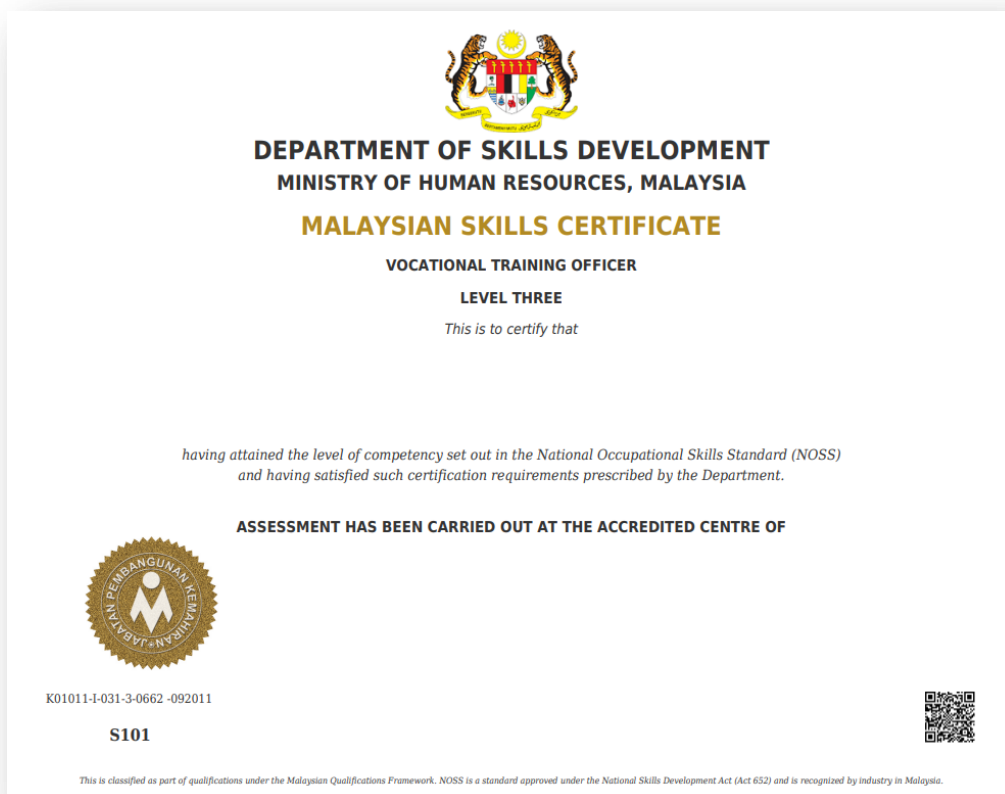 DEPARTMENT OF SKILLS DEVELOPMENT
MINISTRY OF HUMAN RESOURCES, MALAYSIA
MALAYSIAN SKILLS CERTIFICATE
VOCATIONAL TRAINING OFFICER
LEVEL THREE
This is to certify that
having attained the level of competency set out in the National Occupational Skills Standard (NOSS)
and having satisfied such certification requirements prescribed by the Department.
ASSESSMENT HAS BEEN CARRIED OUT AT THE ACCREDITED CENTRE OF
JABATAN PEMBANGUNAN KEMAHIRAN
K01011-I-031-3-0662 -092011
S101
This is classified as part of qualifications under the Malaysian Qualifications Framework. NOSS is a standard approved under the National Skills Development Act (Act 652) and is recognized by industry in Malaysia.